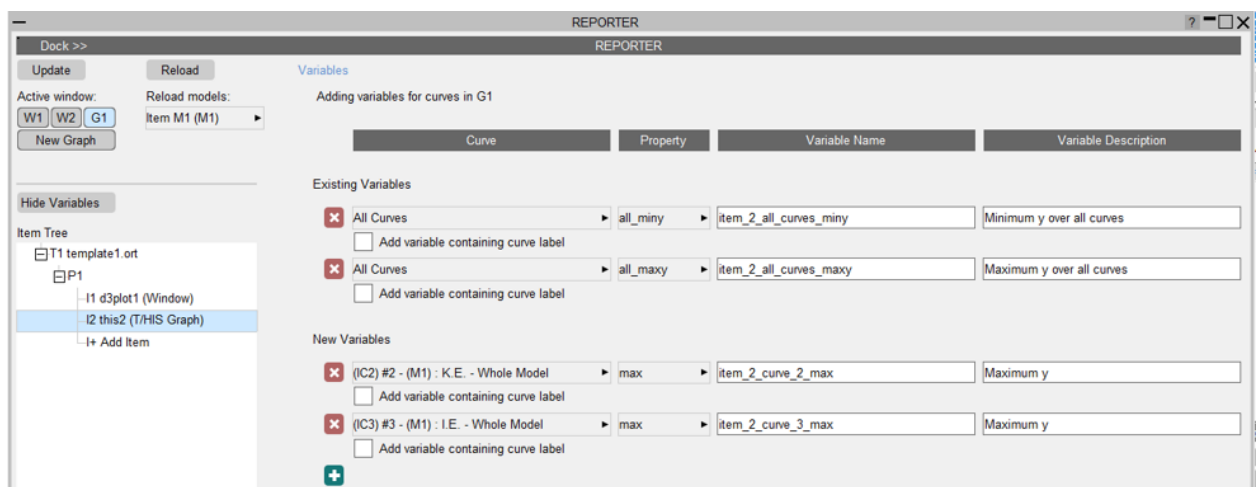 REPORTER
?
Dock >> REPORTER
Update Reload Variables
Active window: Reload models: Adding variables for curves in G1
W1 W2 G1 Item M1 (M1)
New Graph Curve Property Variable Name Variable Description
Existing Variables
Hide Variables
All Curves all_miny item_2_all_curves_miny Minimum y over all curves
Item Tree
Add variable containing curve label
T1 template1.ort
All Curves all_maxy item_2_all_curves_maxy Maximum y over all curves
P1
Add variable containing curve label
I1 d3plot1 (Window)
I2 this2 (T/HIS Graph)
I+ Add Item
New Variables
(IC2) #2 - (M1) : K.E. - Whole Model max item_2_curve_2_max Maximum y
Add variable containing curve label
(IC3) #3 - (M1) : I.E. - Whole Model max item_2_curve_3_max Maximum y
Add variable containing curve label